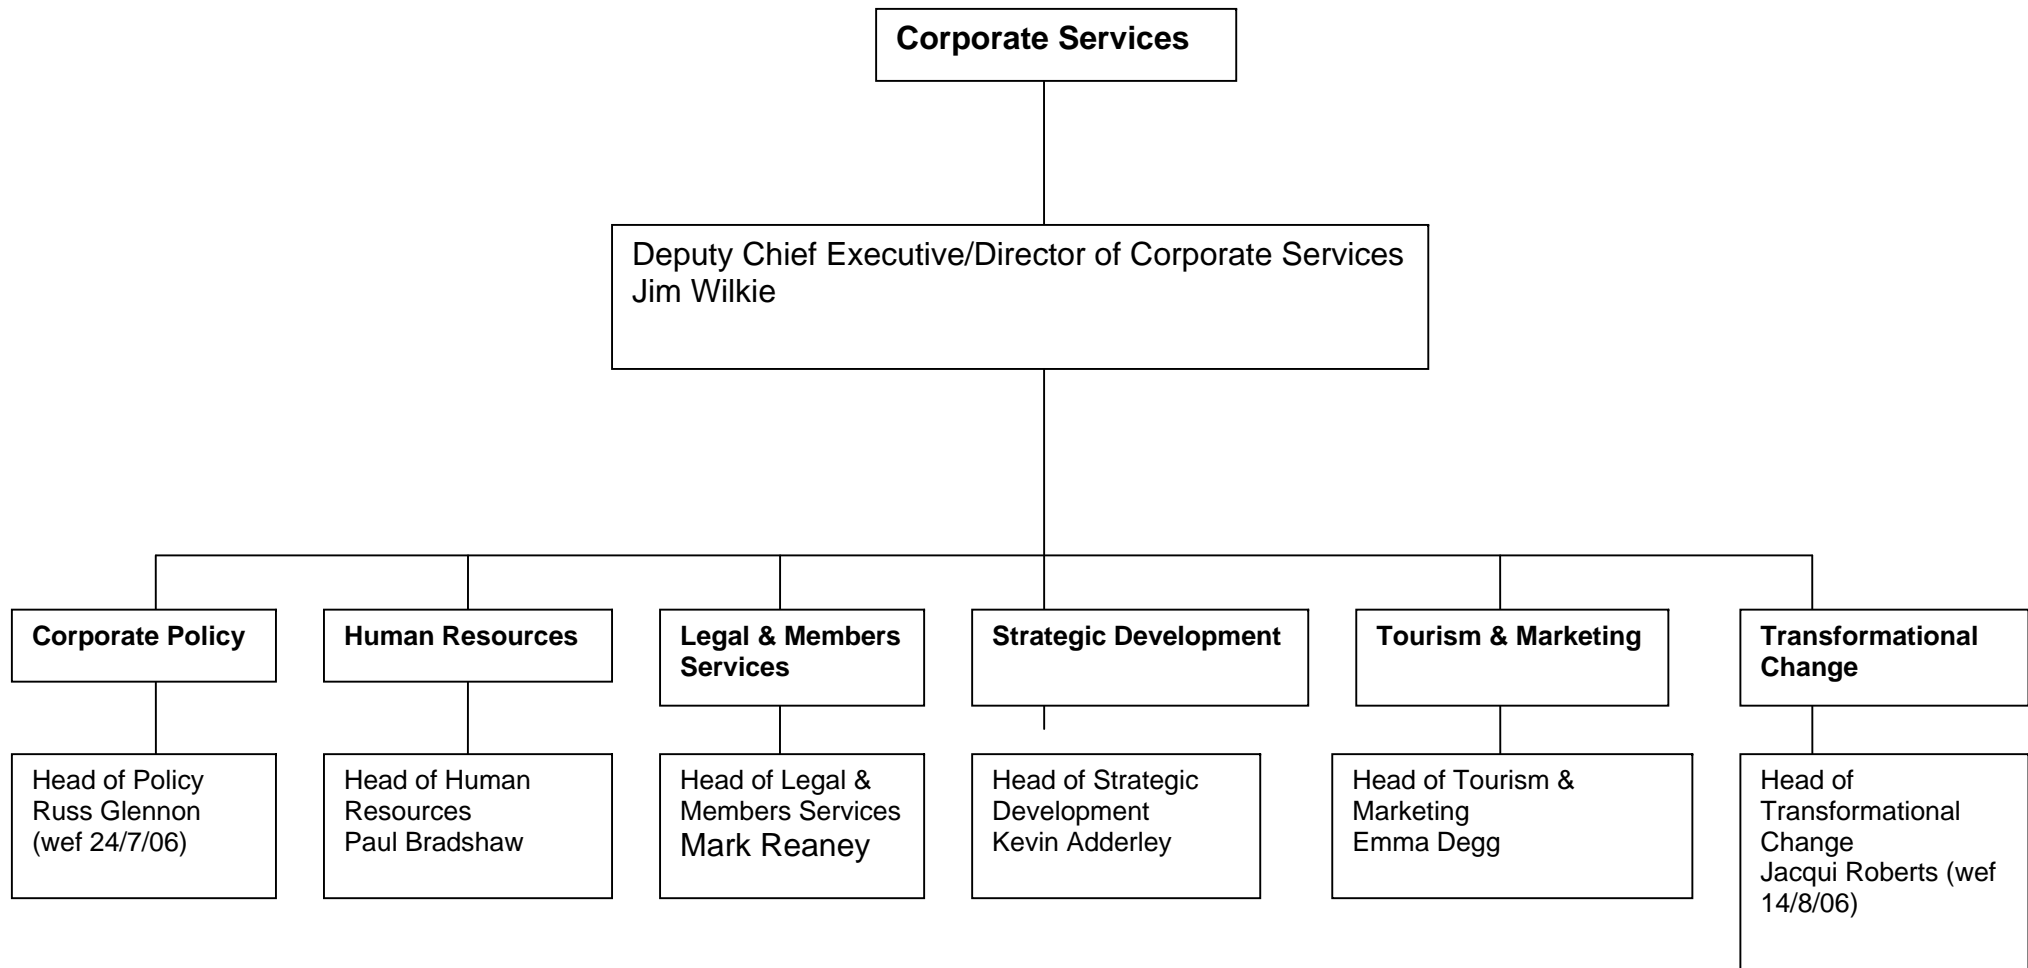 Corporate Services
Deputy Chief Executive/Director of Corporate Services
Jim Wilkie
Corporate Policy
Human Resources
Legal & Members
Services
Strategic Development
Tourism & Marketing
Transformational
Change
Head of Policy
Russ Glennon
(wef 24/7/06)
Head of Human
Resources
Paul Bradshaw
Head of Legal &
Members Services
Mark Reaney
Head of Strategic
Development
Kevin Adderley
Head of Tourism &
Marketing
Emma Degg
Head of
Transformational
Change
Jacqui Roberts (wef
14/8/06)